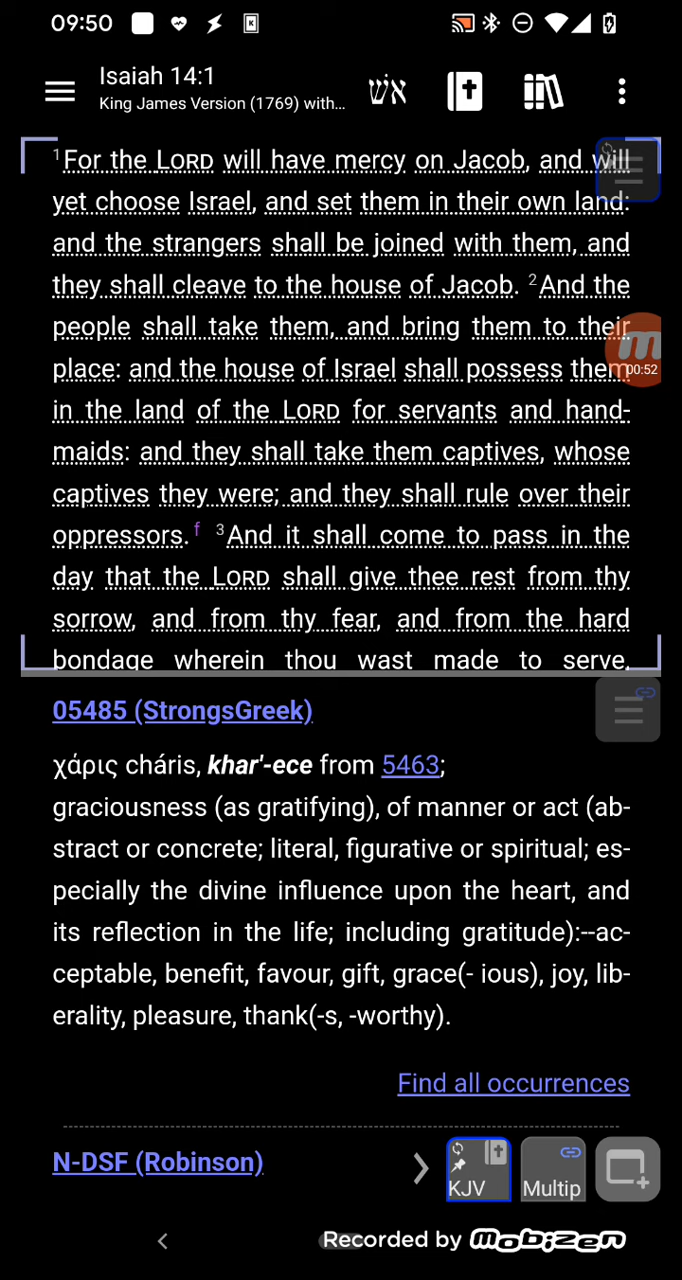 09:50
Isaiah 14:1
King James Version (1769) with...
אש
1For the LORD will have mercy on Jacob, and will
yet choose Israel, and set them in their own land:
and the strangers shall be joined with them, and
they shall cleave to the house of Jacob. 2And the
people shall take them, and bring them to their
place: and the house of Israel shall possess them
00:52
in the land of the LORD for servants and hand-
maids: and they shall take them captives, whose
captives they were; and they shall rule over their
oppressors. f 3And it shall come to pass in the
day that the LORD shall give thee rest from thy
sorrow, and from thy fear, and from the hard
bondage wherein thou wast made to serve,
05485 (StrongsGreek)
χάρις cháris, khar'-ece from 5463;
graciousness (as gratifying), of manner or act (ab-
stract or concrete; literal, figurative or spiritual; es-
pecially the divine influence upon the heart, and
its reflection in the life; including gratitude):--ac-
ceptable, benefit, favour, gift, grace(- ious), joy, lib-
erality, pleasure, thank(-s, -worthy).
Find all occurrences
N-DSF (Robinson)
KJV
Multip
Recorded by mobizen